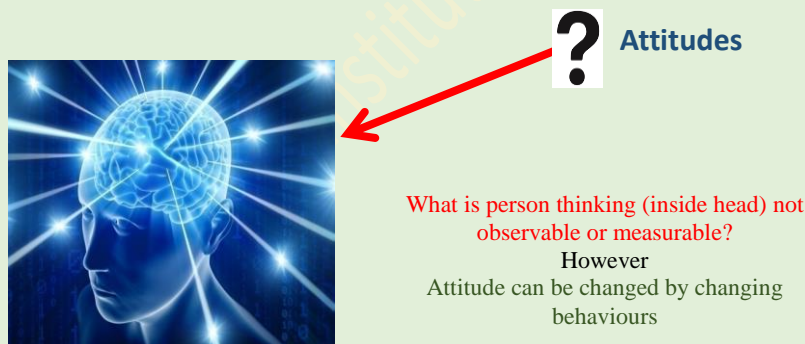 Attitudes
What is person thinking (inside head) not
observable or measurable?
However
Attitude can be changed by changing
behaviours